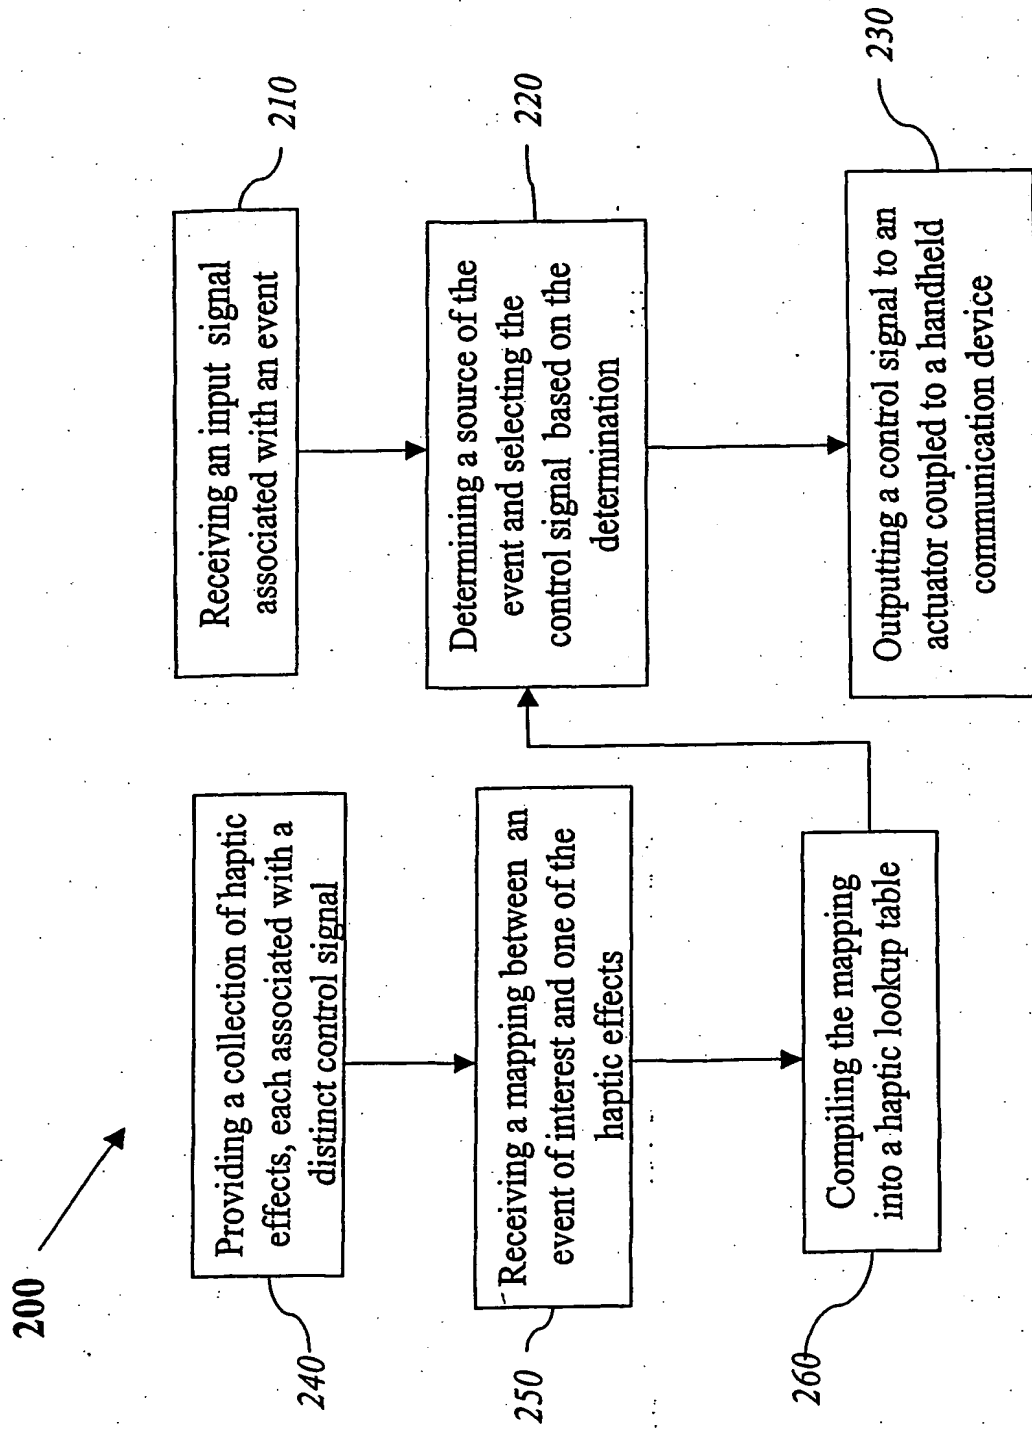 200
Providing a collection of haptic
effects, each associated with a
distinct control signal
240
Receiving a mapping between an
event of interest and one of the
haptic effects
250
Compiling the mapping
into a haptic lookup table
260
Receiving an input signal
associated with an event
210
Determining a source of the
event and selecting the
control signal based on the
determination
220
Outputting a control signal to an
actuator coupled to a handheld
communication device
230